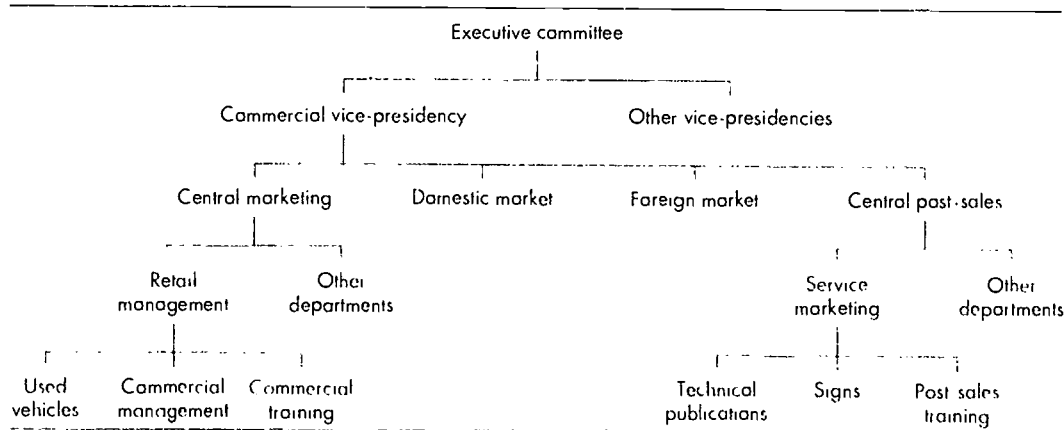 Executive committee
Commercial vice-presidency Other vice-presidencies
Central marketing Domestic market Foreign market Central post-sales
Retail management
Other departments
Service marketing
Other departments
Used vehicles
Commercial management
Commercial training
Technical publications
Signs
Post sales training